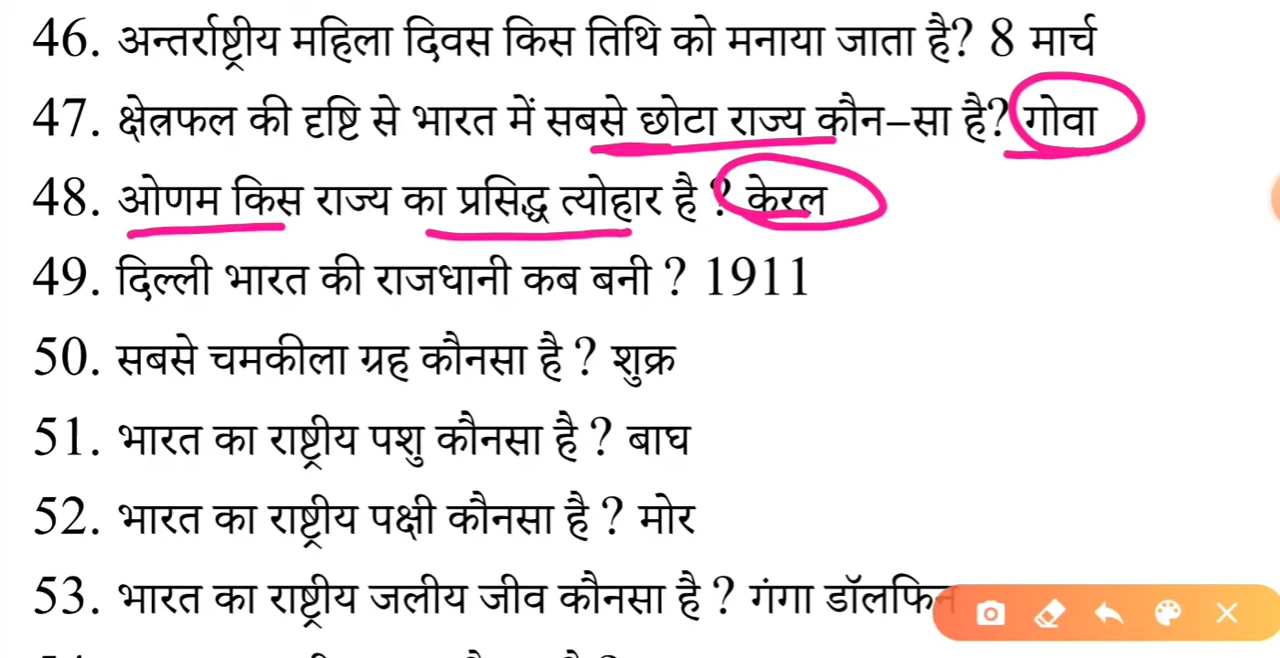 46. अन्तर्राष्ट्रीय महिला दिवस किस तिथि को मनाया जाता है? 8 मार्च
47. क्षेत्रफल की दृष्टि से भारत में सबसे छोटा राज्य कौन–सा है? गोवा
48. ओणम किस राज्य का प्रसिद्ध त्योहार है ? केरल
49. दिल्ली भारत की राजधानी कब बनी ? 1911
50. सबसे चमकीला ग्रह कौनसा है ? शुक्र
51. भारत का राष्ट्रीय पशु कौनसा है ? बाघ
52. भारत का राष्ट्रीय पक्षी कौनसा है ? मोर
53. भारत का राष्ट्रीय जलीय जीव कौनसा है ? गंगा डॉलफिन